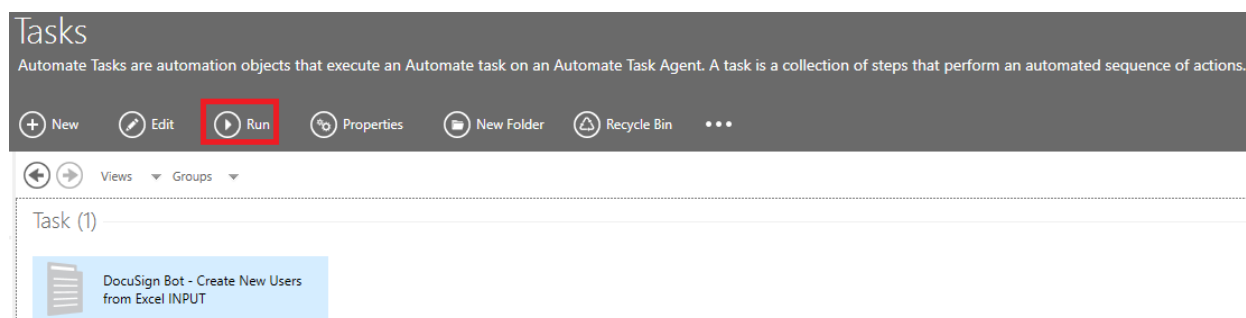 Tasks
Automate Tasks are automation objects that execute an Automate task on an Automate Task Agent. A task is a collection of steps that perform an automated sequence of actions.
New Edit Run Properties New Folder Recycle Bin •••
Views Groups
Task (1)
DocuSign Bot - Create New Users
from Excel INPUT